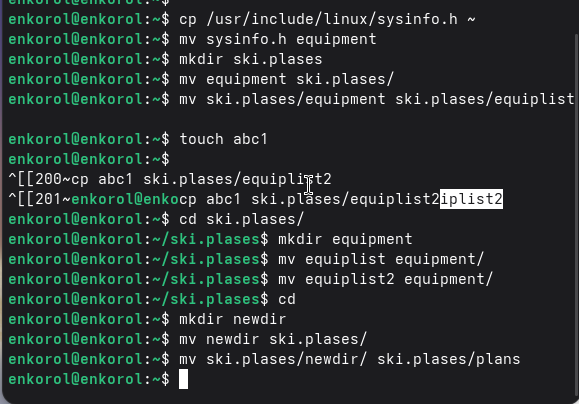 enkorol@enkorol:~$ cp /usr/include/linux/sysinfo.h ~
enkorol@enkorol:~$ mv sysinfo.h equipment
enkorol@enkorol:~$ mkdir ski.plases
enkorol@enkorol:~$ mv equipment ski.plases/
enkorol@enkorol:~$ mv ski.plases/equipment ski.plases/equiplist
enkorol@enkorol:~$ touch abc1
enkorol@enkorol:~$
^[[200~cp abc1 ski.plases/equiplist2
^[[201~enkorol@enkocp abc1 ski.plases/equiplist2iplist2
enkorol@enkorol:~$ cd ski.plases/
enkorol@enkorol:~/ski.plases$ mkdir equipment
enkorol@enkorol:~/ski.plases$ mv equiplist equipment/
enkorol@enkorol:~/ski.plases$ mv equiplist2 equipment/
enkorol@enkorol:~/ski.plases$ cd
enkorol@enkorol:~$ mkdir newdir
enkorol@enkorol:~$ mv newdir ski.plases/
enkorol@enkorol:~$ mv ski.plases/newdir/ ski.plases/plans
enkorol@enkorol:~$